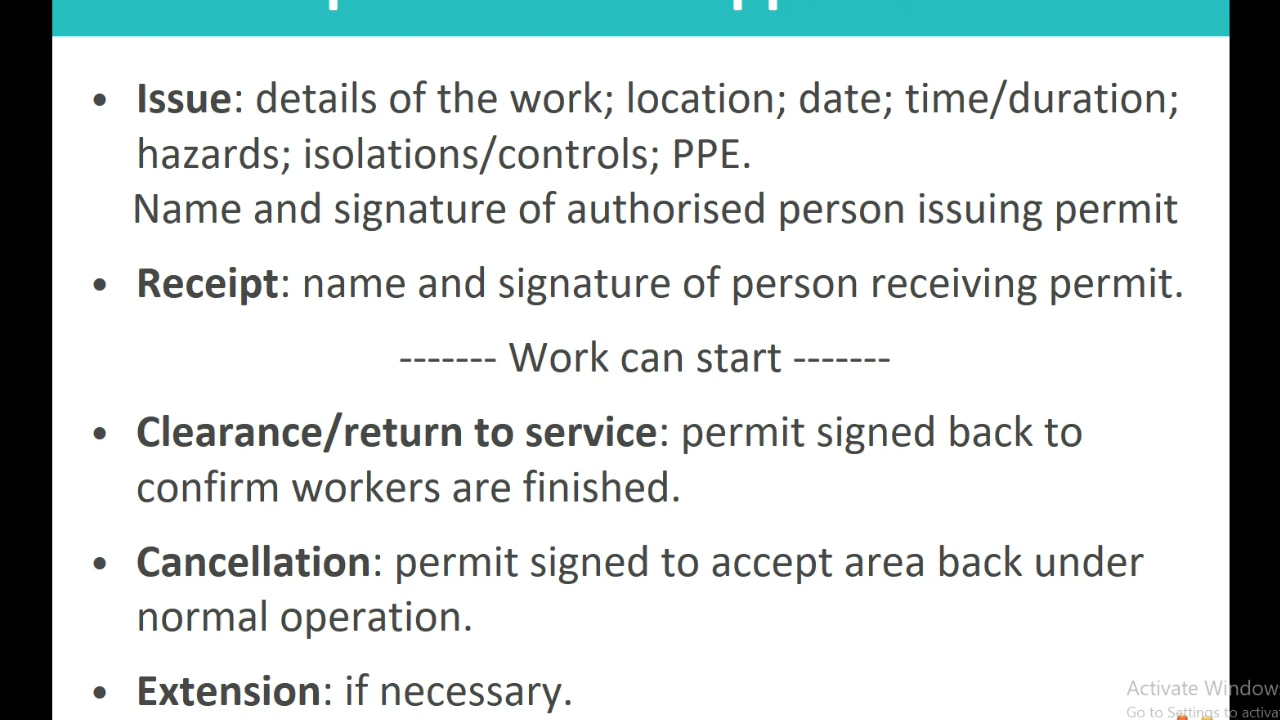 • Issue: details of the work; location; date; time/duration;
hazards; isolations/controls; PPE.
Name and signature of authorised person issuing permit
• Receipt: name and signature of person receiving permit.
------- Work can start -------
• Clearance/return to service: permit signed back to
confirm workers are finished.
• Cancellation: permit signed to accept area back under
normal operation.
• Extension: if necessary.
Activate Window
Go to Settings to activa